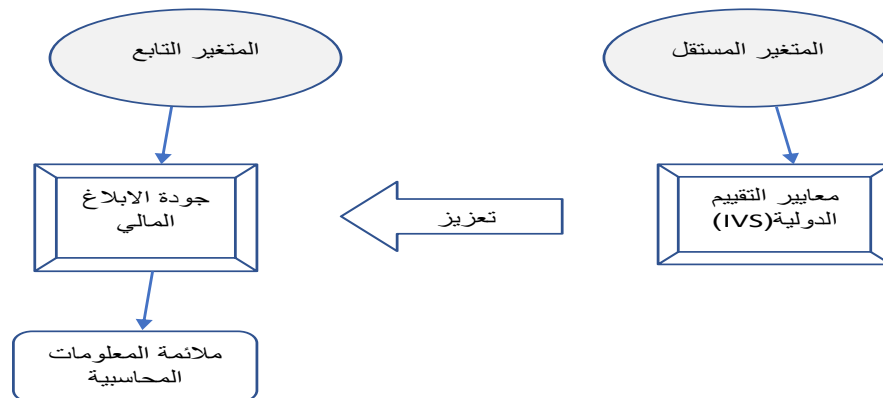 المتغير المستقل
المتغير التابع
معايير التقييم
الدولية(IVS)
تعزيز
جودة الابلاغ
المالي
ملائمة المعلومات
المحاسبية